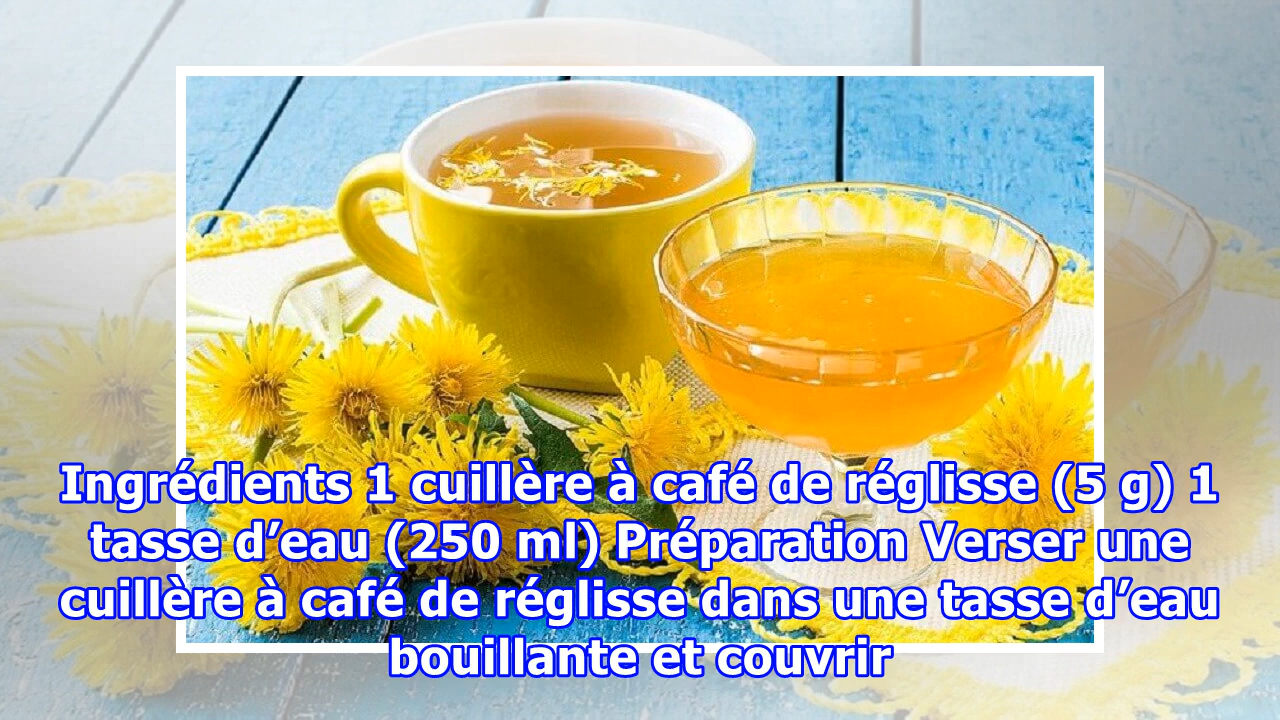 Ingrédients 1 cuillère à café de réglisse (5 g) 1
tasse d’eau (250 ml) Préparation Verser une
cuillère à café de réglisse dans une tasse d’eau
bouillante et couvrir